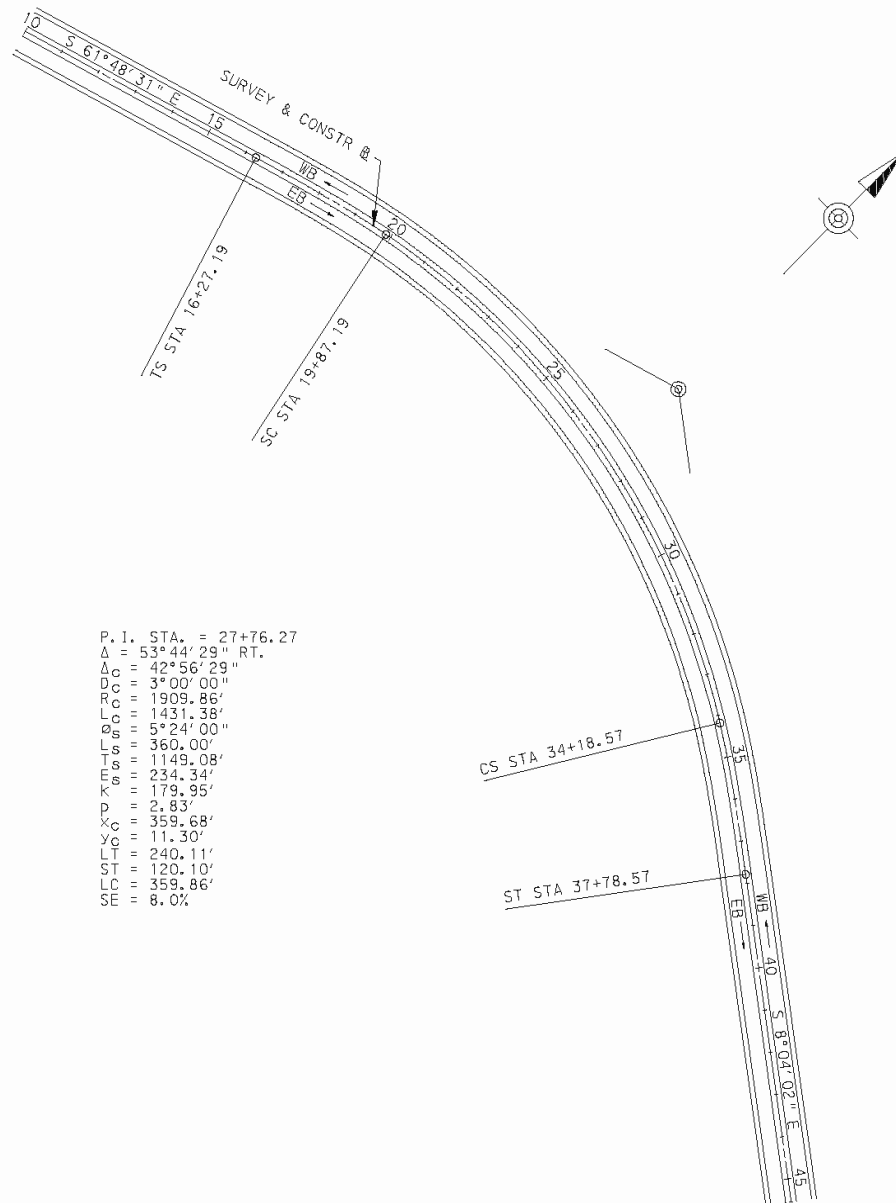 10
S 61°48'31" E
15
SURVEY & CONSTR ℄
WB
EB
20
TS STA 16+27.19
SC STA 19+87.19
25
30
P.I. STA. = 27+76.27
Δ = 53°44'29" RT.
Δc = 42°56'29"
Dc = 3°00'00"
Rc = 1909.86'
Lc = 1431.38'
Øs = 5°24'00"
Ls = 360.00'
Ts = 1149.08'
Es = 234.34'
k = 179.95'
p = 2.83'
xc = 359.68'
yc = 11.30'
LT = 240.11'
ST = 120.10'
LC = 359.86'
SE = 8.0%
CS STA 34+18.57
35
ST STA 37+78.57
EB
WB
40
S 8°04'02" E
45